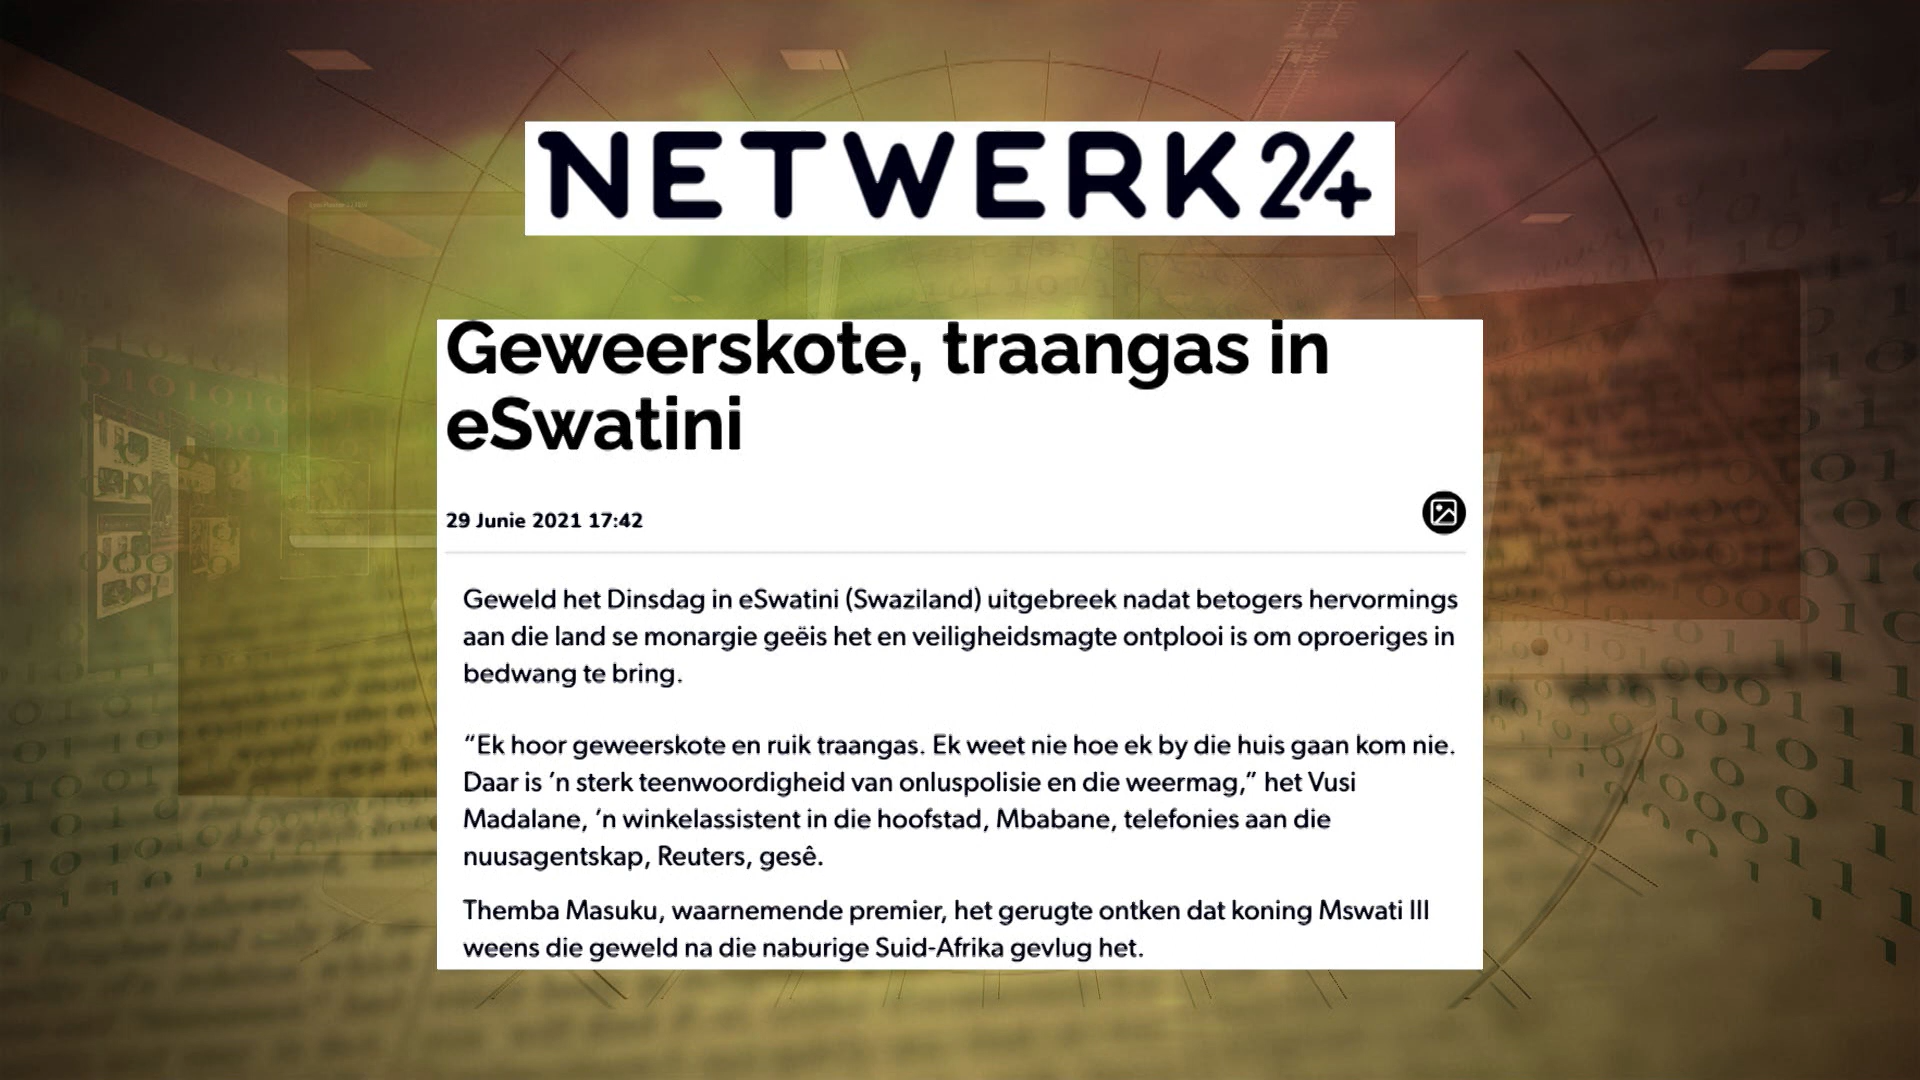 NETWERK24
Geweerskote, traangas in
eSwatini
29 Junie 2021 17:42
Geweld het Dinsdag in eSwatini (Swaziland) uitgebreek nadat betogers hervormings
aan die land se monargie geëis het en veiligheidsmagte ontplooi is om oproeriges in
bedwang te bring.
“Ek hoor geweerskote en ruik traangas. Ek weet nie hoe ek by die huis gaan kom nie.
Daar is ’n sterk teenwoordigheid van onluspolisie en die weermag,” het Vusi
Madalane, ’n winkelassistent in die hoofstad, Mbabane, telefonies aan die
nuusagentskap, Reuters, gesê.
Themba Masuku, waarnemende premier, het gerugte ontken dat koning Mswati III
weens die geweld na die naburige Suid-Afrika gevlug het.